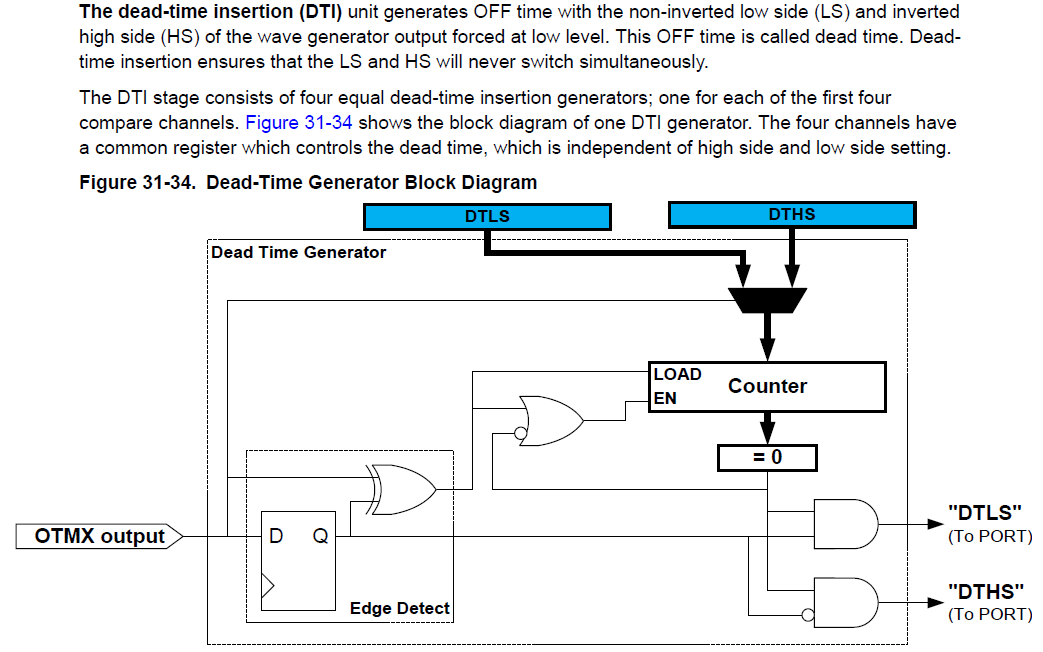 The dead-time insertion (DTI) unit generates OFF time with the non-inverted low side (LS) and inverted
high side (HS) of the wave generator output forced at low level. This OFF time is called dead time. Dead-
time insertion ensures that the LS and HS will never switch simultaneously.
The DTI stage consists of four equal dead-time insertion generators; one for each of the first four
compare channels. Figure 31-34 shows the block diagram of one DTI generator. The four channels have
a common register which controls the dead time, which is independent of high side and low side setting.
Figure 31-34. Dead-Time Generator Block Diagram
DTLS
DTHS
Dead Time Generator
LOAD
Counter
EN
= 0
"DTLS"
OTMX output
D
Q
(To PORT)
"DTHS"
Edge Detect
(To PORT)